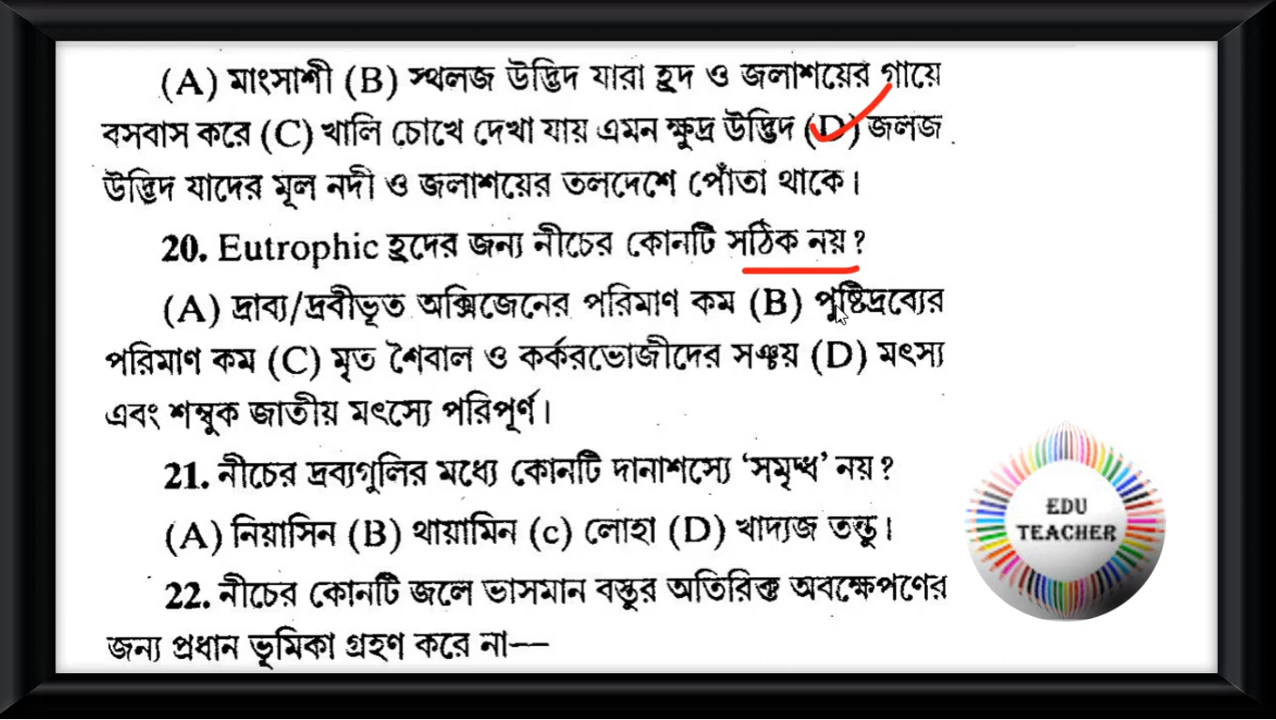 (A) মাংসাশী (B) স্থলজ উদ্ভিদ যারা হ্রদ ও জলাশয়ের গায়ে
বসবাস করে (C) খালি চোখে দেখা যায় এমন ক্ষুদ্র উদ্ভিদ (D) জলজ
উদ্ভিদ যাদের মূল নদী ও জলাশয়ের তলদেশে পোঁতা থাকে।
20. Eutrophic হ্রদের জন্য নীচের কোনটি সঠিক নয়?
(A) দ্রাব্য/দ্রবীভূত অক্সিজেনের পরিমাণ কম (B) পুষ্টিদ্রব্যের
পরিমাণ কম (C) মৃত শৈবাল ও কর্করভোজীদের সঞ্চয় (D) মৎস্য
এবং শম্বুক জাতীয় মৎস্যে পরিপূর্ণ।
21. নীচের দ্রব্যগুলির মধ্যে কোনটি দানাশস্যে ‘সমৃদ্ধ’ নয়?
(A) নিয়াসিন (B) থায়ামিন (c) লোহা (D) খাদ্যজ তন্তু।
22. নীচের কোনটি জলে ভাসমান বস্তুর অতিরিক্ত অবক্ষেপণের
জন্য প্রধান ভূমিকা গ্রহণ করে না—
EDU
TEACHER